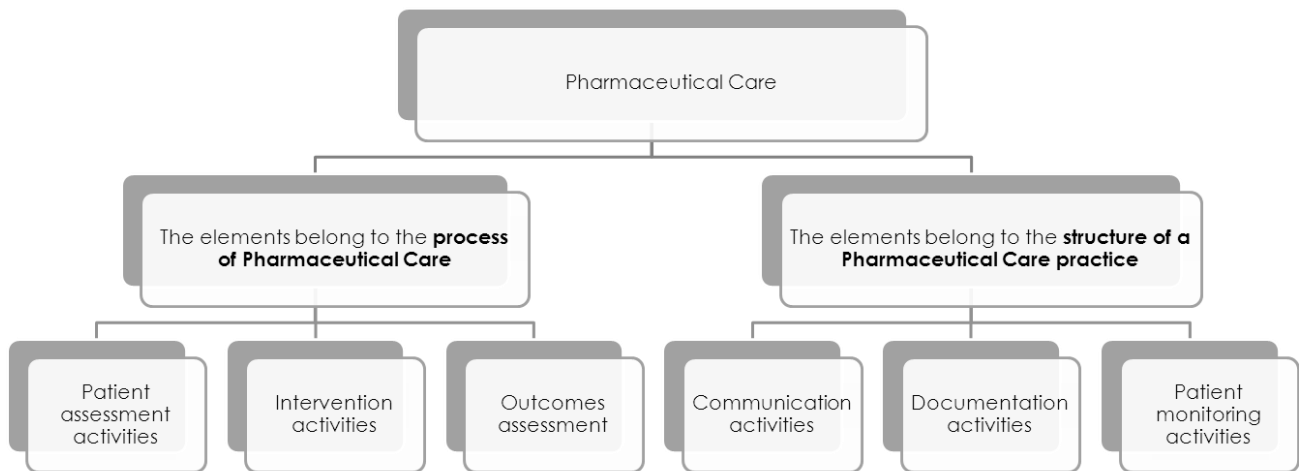 Pharmaceutical Care
The elements belong to the process
of Pharmaceutical Care
The elements belong to the structure of a
Pharmaceutical Care practice
Patient
assessment
activities
Intervention
activities
Outcomes
assessment
Communication
activities
Documentation
activities
Patient
monitoring
activities